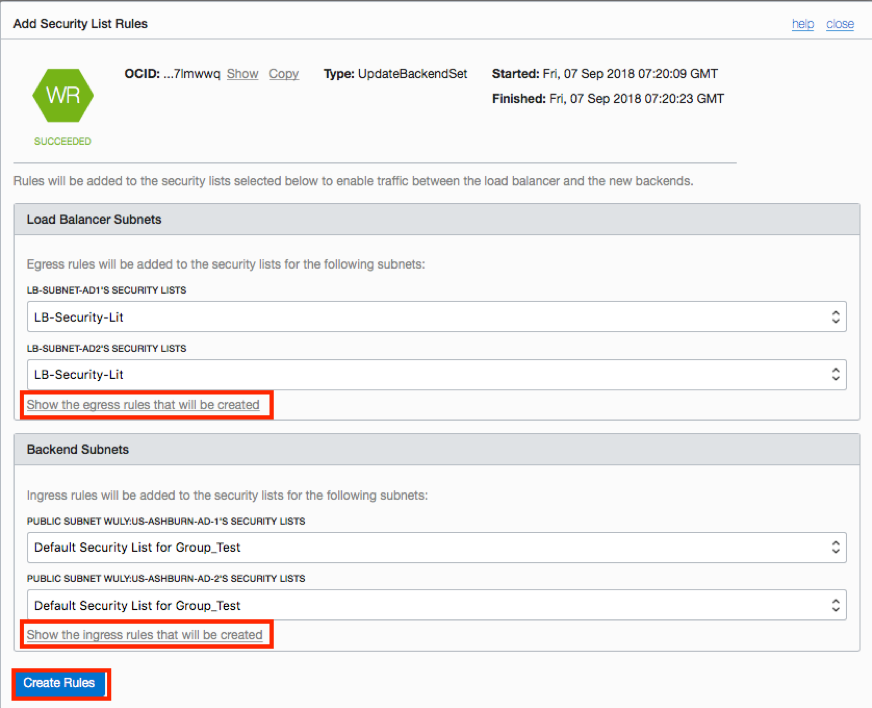 Add Security List Rules help close
OCID: ...7lmwwq Show Copy Type: UpdateBackendSet Started: Fri, 07 Sep 2018 07:20:09 GMT
WR
Finished: Fri, 07 Sep 2018 07:20:23 GMT
SUCCEEDED
Rules will be added to the security lists selected below to enable traffic between the load balancer and the new backends.
Load Balancer Subnets
Egress rules will be added to the security lists for the following subnets:
LB-SUBNET-AD1'S SECURITY LISTS
LB-Security-Lit
LB-SUBNET-AD2'S SECURITY LISTS
LB-Security-Lit
Show the egress rules that will be created
Backend Subnets
Ingress rules will be added to the security lists for the following subnets:
PUBLIC SUBNET WULY:US-ASHBURN-AD-1'S SECURITY LISTS
Default Security List for Group_Test
PUBLIC SUBNET WULY:US-ASHBURN-AD-2'S SECURITY LISTS
Default Security List for Group_Test
Show the ingress rules that will be created
Create Rules